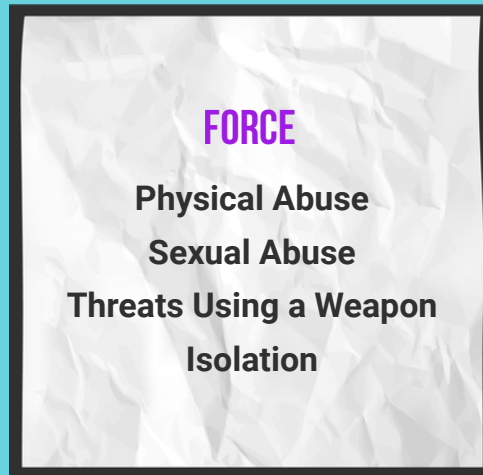 FORCE
Physical Abuse
Sexual Abuse
Threats Using a Weapon
Isolation